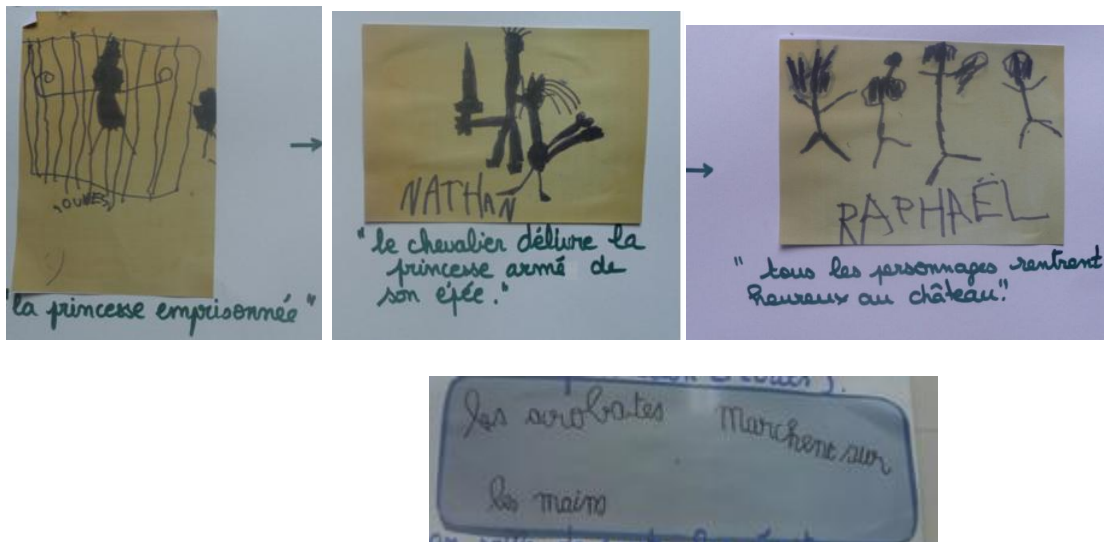 "la princesse emprisonnée"
NATHAN
"le chevalier délivre la
princesse armé de
son épée."
RAPHAËL
"tous les personnages rentrent
heureux au château."
les acrobates Marchent sur
les mains